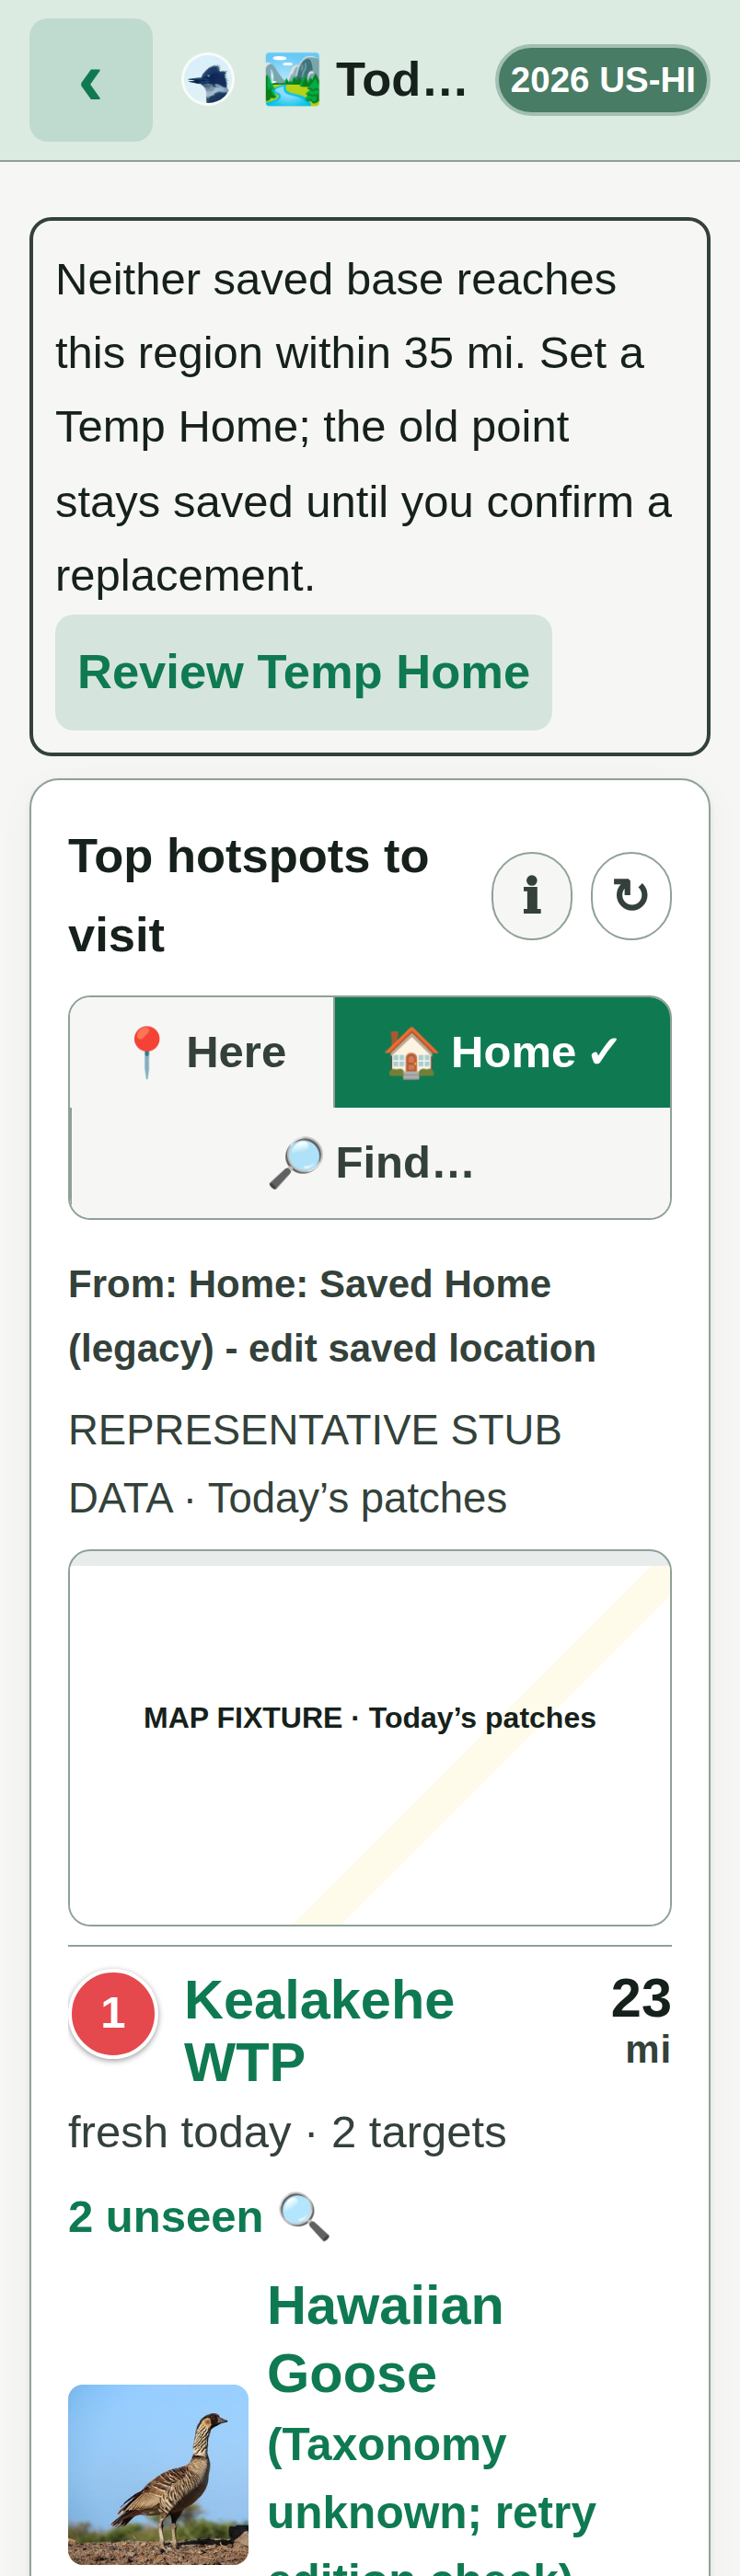 ‹ 🏞️ Tod… 2026 US-HI
Neither saved base reaches
this region within 35 mi. Set a
Temp Home; the old point
stays saved until you confirm a
replacement.
Review Temp Home
Top hotspots to
visit
ℹ ↻
📍 Here 🏠 Home ✓
🔎 Find…
From: Home: Saved Home
(legacy) - edit saved location
REPRESENTATIVE STUB
DATA · Today’s patches
MAP FIXTURE · Today’s patches
1 Kealakehe 23
WTP mi
fresh today · 2 targets
2 unseen 🔍
Hawaiian
Goose
(Taxonomy
unknown; retry
edition check)